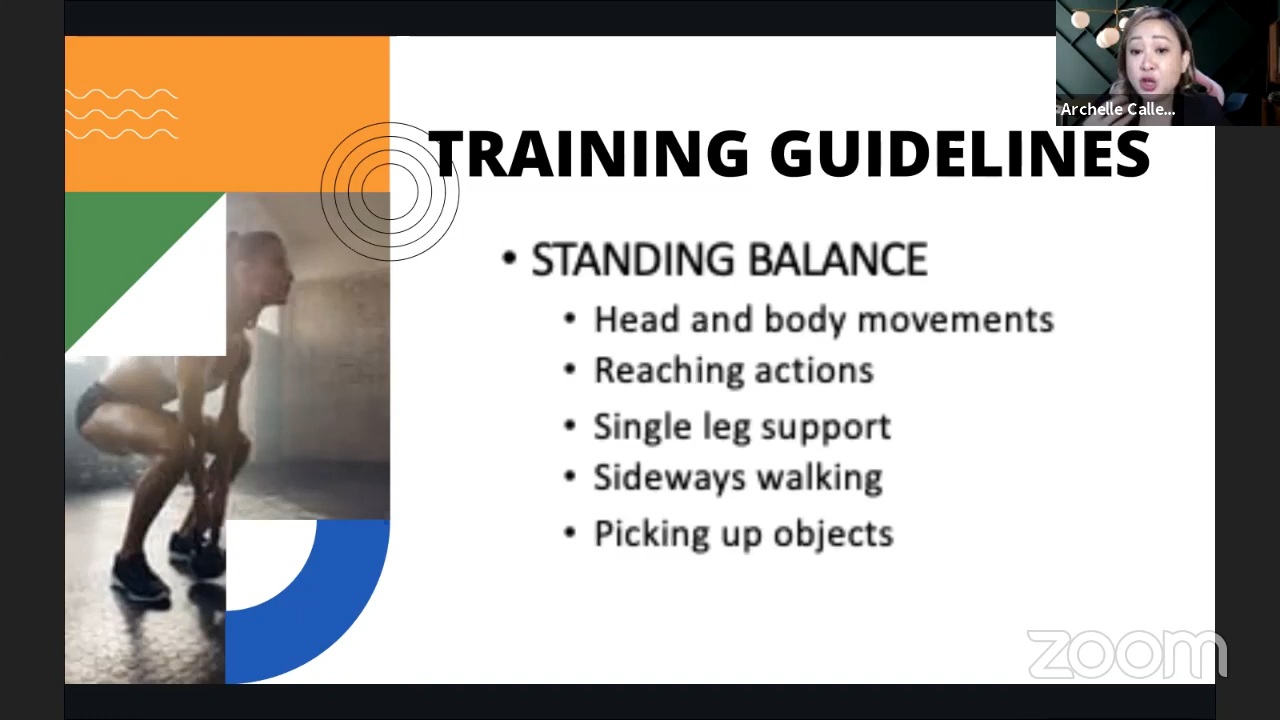 Archelle Calle...
TRAINING GUIDELINES
• STANDING BALANCE
• Head and body movements
• Reaching actions
• Single leg support
• Sideways walking
• Picking up objects
zoom